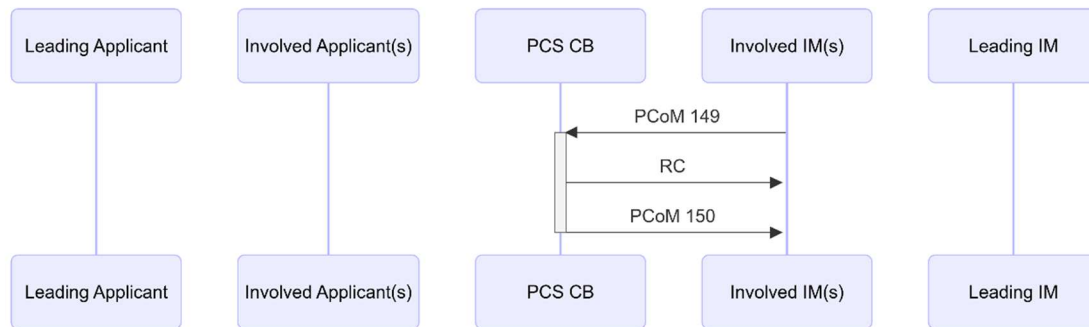 Leading Applicant
Involved Applicant(s)
PCS CB
Involved IM(s)
Leading IM
PCoM 149
RC
PCoM 150
Leading Applicant
Involved Applicant(s)
PCS CB
Involved IM(s)
Leading IM